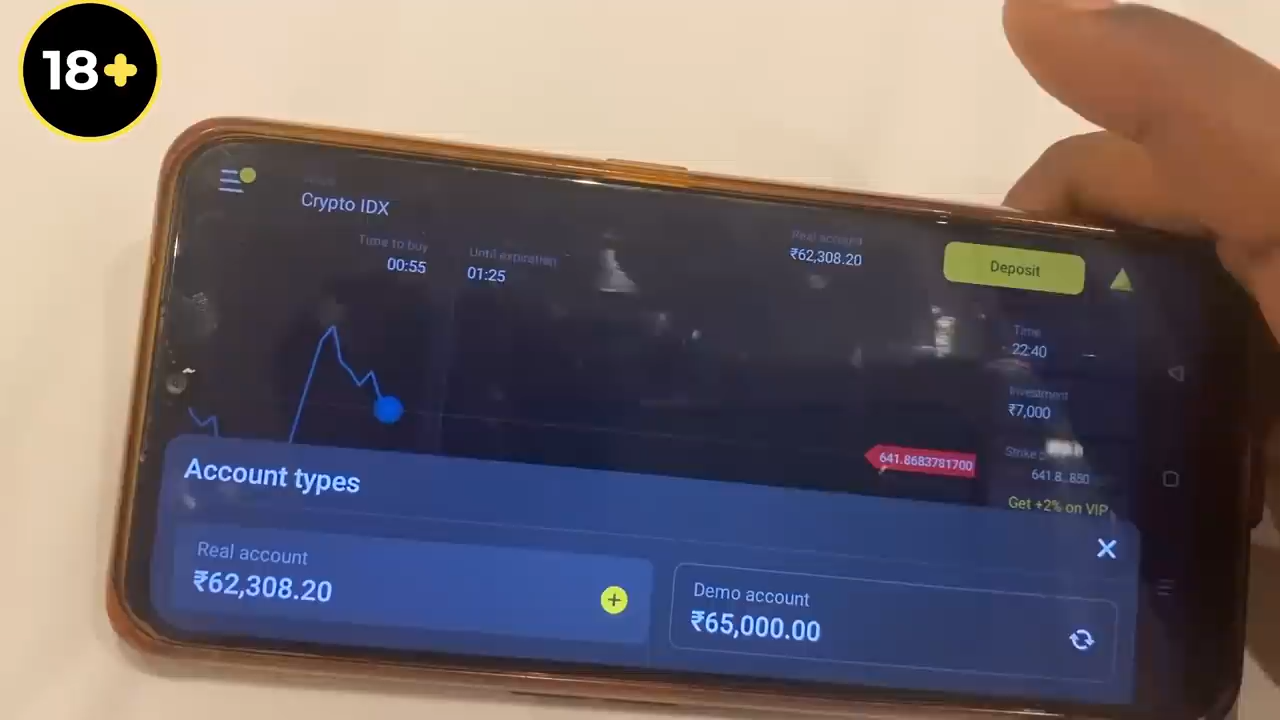 18+
Crypto IDX
Time to buy
00:55
Until expiration
01:25
Real account
₹62,308.20
Deposit
Time
22:40
Investment
₹7,000
Strike
641.8683781700
Get +2% on VIP
Account types
Real account
₹62,308.20
Demo account
₹65,000.00